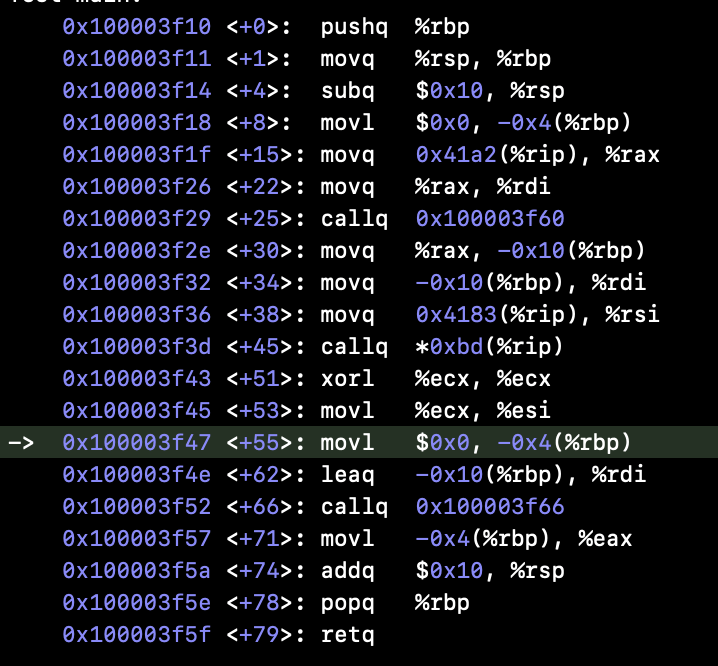 0x100003f10 <+0>: pushq %rbp
0x100003f11 <+1>: movq %rsp, %rbp
0x100003f14 <+4>: subq $0x10, %rsp
0x100003f18 <+8>: movl $0x0, -0x4(%rbp)
0x100003f1f <+15>: movq 0x41a2(%rip), %rax
0x100003f26 <+22>: movq %rax, %rdi
0x100003f29 <+25>: callq 0x100003f60
0x100003f2e <+30>: movq %rax, -0x10(%rbp)
0x100003f32 <+34>: movq -0x10(%rbp), %rdi
0x100003f36 <+38>: movq 0x4183(%rip), %rsi
0x100003f3d <+45>: callq *0xbd(%rip)
0x100003f43 <+51>: xorl %ecx, %ecx
0x100003f45 <+53>: movl %ecx, %esi
-> 0x100003f47 <+55>: movl $0x0, -0x4(%rbp)
0x100003f4e <+62>: leaq -0x10(%rbp), %rdi
0x100003f52 <+66>: callq 0x100003f66
0x100003f57 <+71>: movl -0x4(%rbp), %eax
0x100003f5a <+74>: addq $0x10, %rsp
0x100003f5e <+78>: popq %rbp
0x100003f5f <+79>: retq